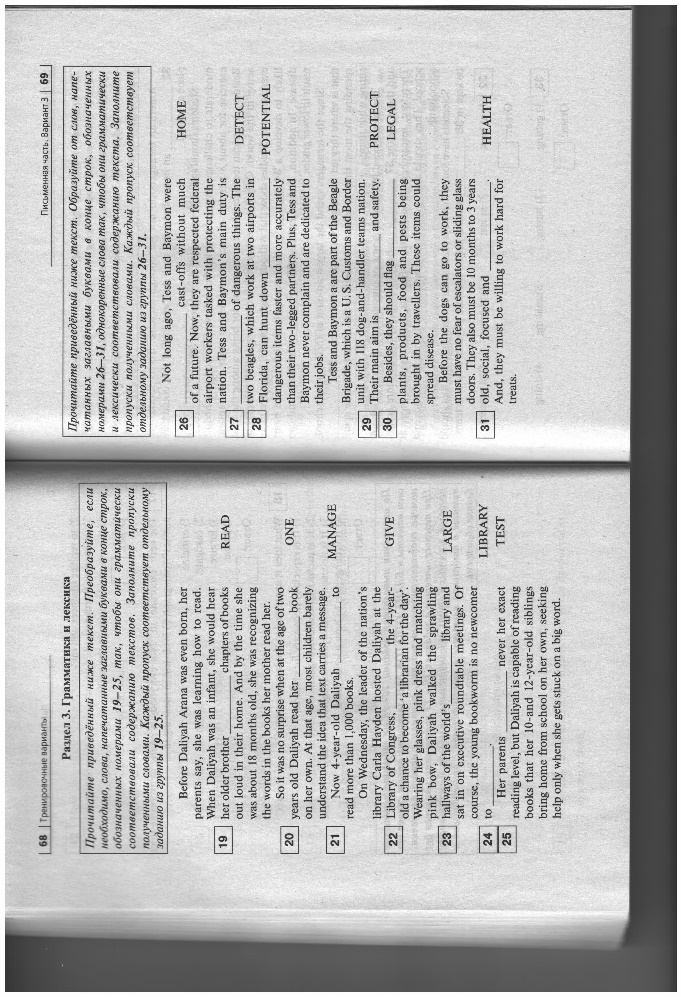 68 | Тренировочные варианты
Раздел 3. Грамматика и лексика
Прочитайте приведённый ниже текст. Преобразуйте, если
необходимо, слова, напечатанные заглавными буквами в конце строк,
обозначенных номерами 19–25, так, чтобы они грамматически
соответствовали содержанию текстов. Заполните пропуски
полученными словами. Каждый пропуск соответствует отдельному
заданию из группы 19–25.
Before Daliyah Arana was even born, her
parents say, she was learning how to read.
When Daliyah was an infant, she would hear
19 her older brother ______ chapters of books READ
out loud in their home. And by the time she
was about 18 months old, she was recognizing
the words in the books her mother read her.
So it was no surprise when at the age of two
20 years old Daliyah read her ______ book ONE
on her own. At that age, most children barely
understand the idea that text carries a message.
21 Now 4-year-old Daliyah ______ to MANAGE
read more than 1,000 books.
On Wednesday, the leader of the nation's
library Carla Hayden hosted Daliyah at the
22 Library of Congress, ______ the 4-year- GIVE
old a chance to become 'a librarian for the day'.
Wearing her glasses, pink dress and matching
pink bow, Daliyah walked the sprawling
23 hallways of the world's ______ library and LARGE
sat in on executive roundtable meetings. Of
course, the young bookworm is no newcomer
24 to ______. LIBRARY
25 Her parents ______ never her exact TEST
reading level, but Daliyah is capable of reading
books that her 10-and 12-year-old siblings
bring home from school on her own, seeking
help only when she gets stuck on a big word.
Письменная часть. Вариант 3 | 69
Прочитайте приведённый ниже текст. Образуйте от слов, напе-
чатанных заглавными буквами в конце строк, обозначенных
номерами 26–31, однокоренные слова так, чтобы они грамматически
и лексически соответствовали содержанию текста. Заполните
пропуски полученными словами. Каждый пропуск соответствует
отдельному заданию из группы 26–31.
Not long ago, Tess and Baymon were
26 ______ cast-offs without much HOME
of a future. Now, they are respected federal
airport workers tasked with protecting the
nation. Tess and Baymon's main duty is
27 ______ of dangerous things. The DETECT
28 two beagles, which work at two airports in
Florida, can hunt down ______ POTENTIAL
dangerous items faster and more accurately
than their two-legged partners. Plus, Tess and
Baymon never complain and are dedicated to
their jobs.
Tess and Baymon a are part of the Beagle
Brigade, which is a U.S. Customs and Border
unit with 118 dog-and-handler teams nation.
29 Their main aim is ______ and safety. PROTECT
30 Besides, they should flag ______ LEGAL
plants, products, food and pests being
brought in by travellers. These items could
spread disease.
Before the dogs can go to work, they
must have no fear of escalators or sliding glass
doors. They also must be 10 months to 3 years
31 old, social, focused and ______. HEALTH
And, they must be willing to work hard for
treats.